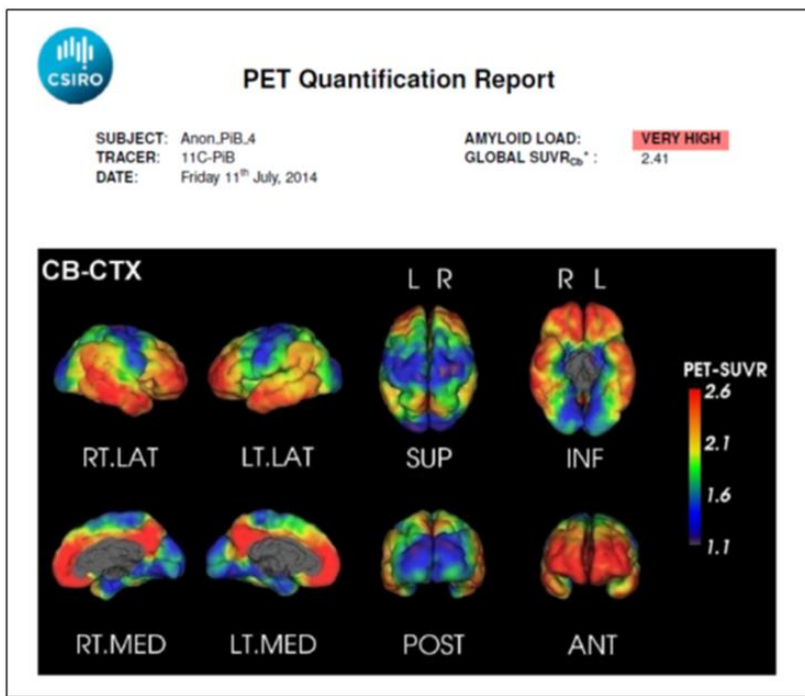 CSIRO
PET Quantification Report
SUBJECT: Anon_PiB_4
TRACER: 11C-PiB
DATE: Friday 11th July, 2014
AMYLOID LOAD: VERY HIGH
GLOBAL SUVRCb* : 2.41
CB-CTX
L R
R L
RT.LAT
LT.LAT
SUP
INF
PET-SUVR
2.6
2.1
1.6
1.1
RT.MED
LT.MED
POST
ANT